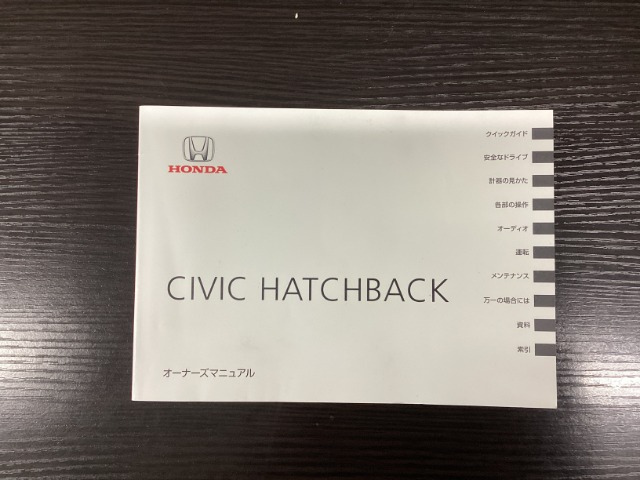 HONDA
CIVIC HATCHBACK
オーナーズマニュアル
クイックガイド
安全なドライブ
計器の見かた
各部の操作
オーディオ
運転
メンテナンス
万一の場合には
資料
索引